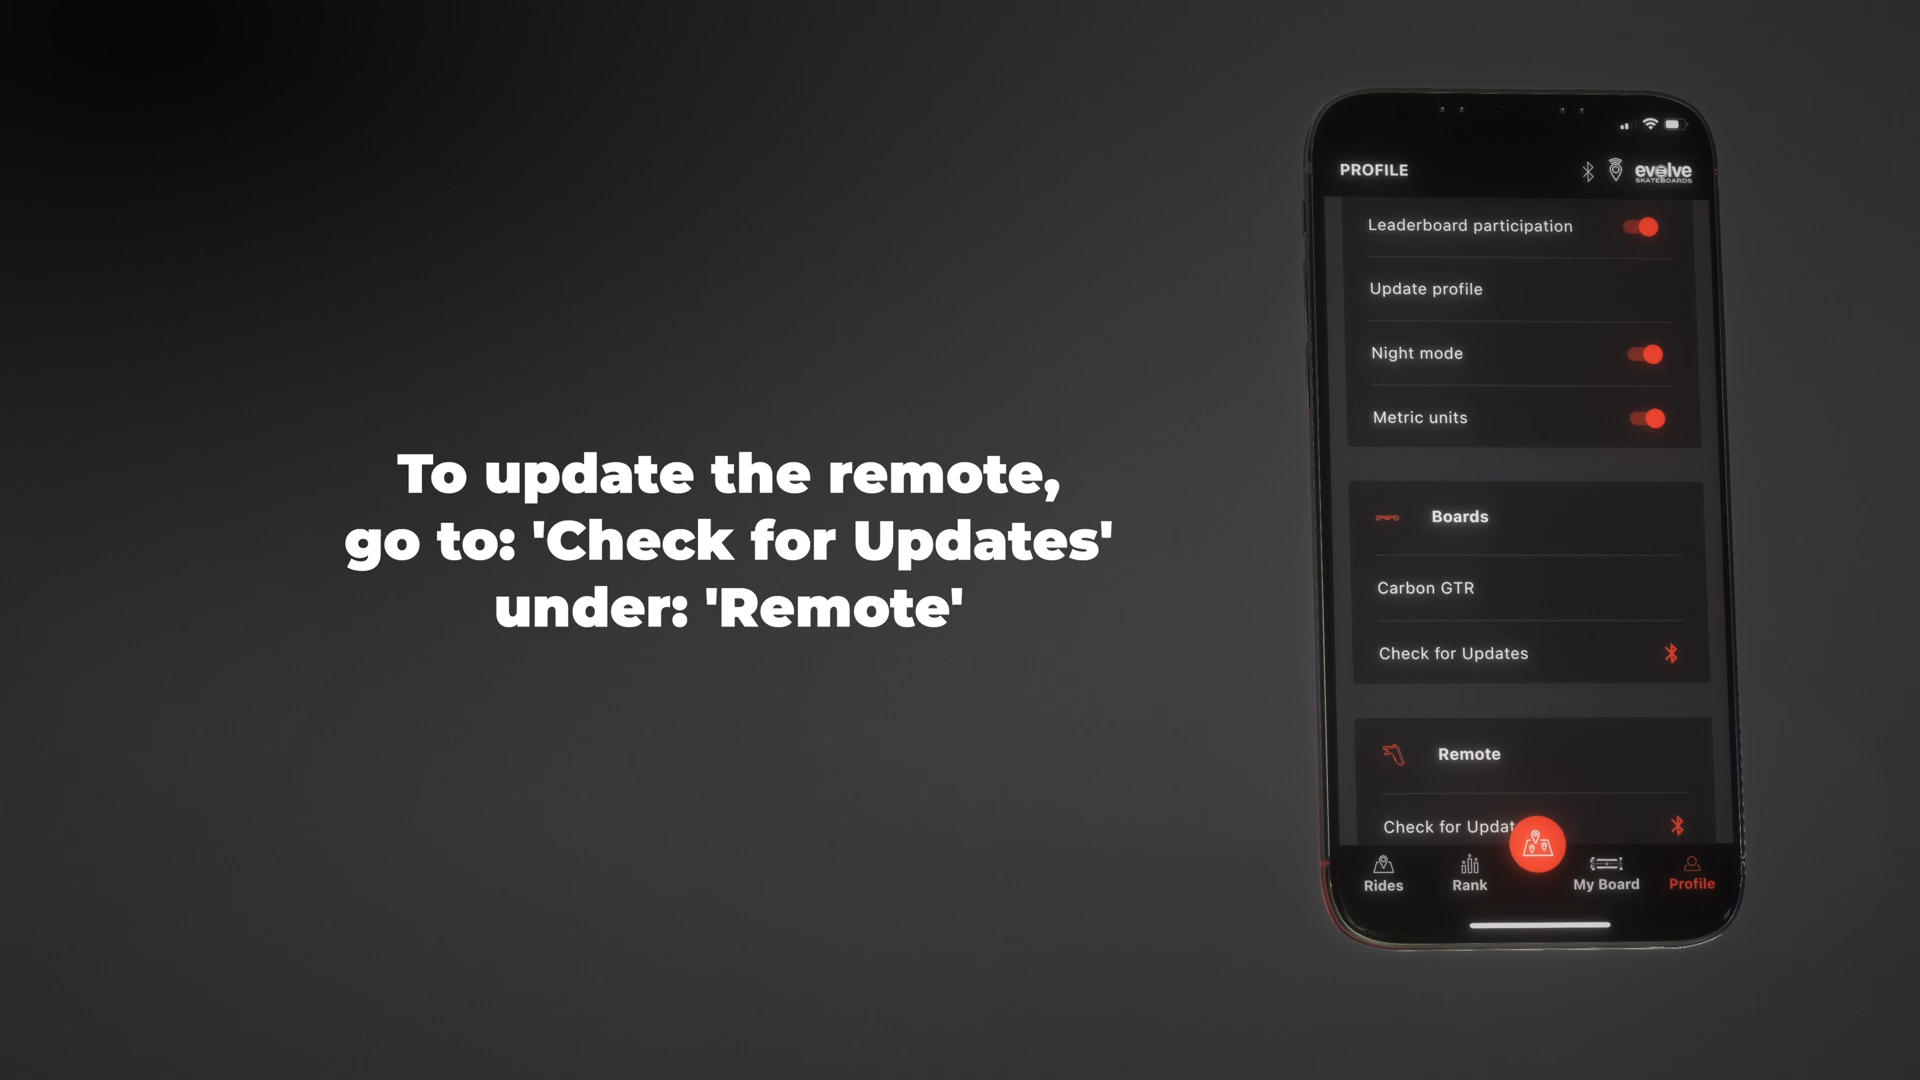 To update the remote,
go to: 'Check for Updates'
under: 'Remote'
PROFILE
evolve
SKATEBOARDS
Leaderboard participation
Update profile
Night mode
Metric units
Boards
Carbon GTR
Check for Updates
Remote
Check for Updat
Rides
Rank
My Board
Profile